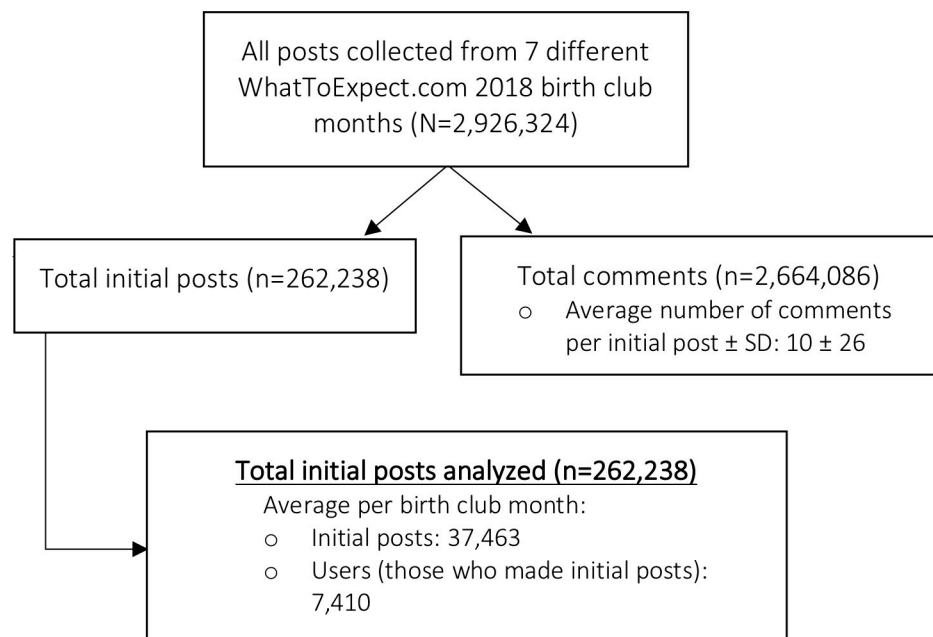 All posts collected from 7 different
WhatToExpect.com 2018 birth club
months (N=2,926,324)
Total initial posts (n=262,238)
Total comments (n=2,664,086)
o Average number of comments
per initial post ± SD: 10 ± 26
Total initial posts analyzed (n=262,238)
Average per birth club month:
o Initial posts: 37,463
o Users (those who made initial posts):
7,410